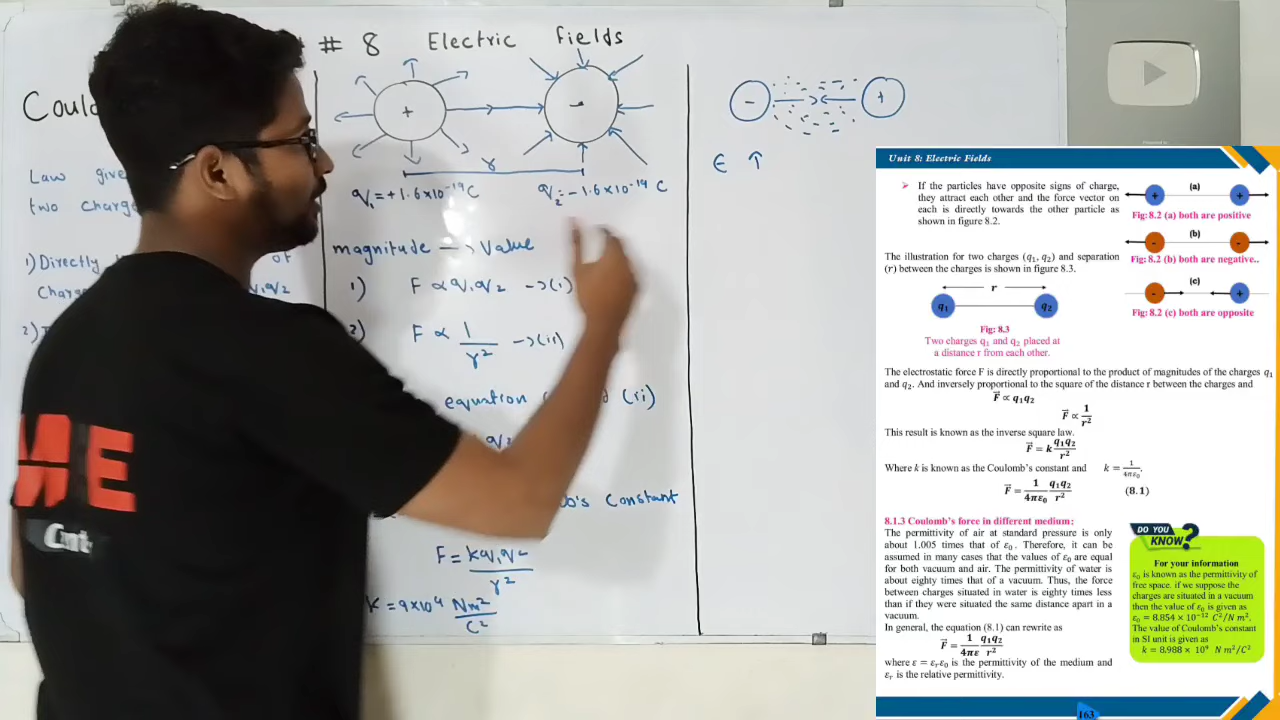 # 8 Electric Fields
Coul
Law give
two charge
1) Directly
of
Charge
q1q2
2)
+
-
r
q1 = +1.6×10⁻¹⁹ C
q2 = -1.6×10⁻¹⁹ C
magnitude → Value
1) F ∝ q1q2 → (i)
2) F ∝ 1/r² → (ii)
equation
(ii)
q2
b's Constant
F = kq1q2/r²
K = 9×10⁹ Nm²/C²
- +
∈ ↑
ME
Unit 8: Electric Fields
➢ If the particles have opposite signs of charge,
they attract each other and the force vector on
each is directly towards the other particle as
shown in figure 8.2.
The illustration for two charges (q1, q2) and separation
(r) between the charges is shown in figure 8.3.
r
q1 q2
Fig: 8.3
Two charges q1 and q2 placed at
a distance r from each other.
(a)
+ +
Fig: 8.2 (a) both are positive
(b)
- -
Fig: 8.2 (b) both are negative..
(c)
- +
Fig: 8.2 (c) both are opposite
The electrostatic force F is directly proportional to the product of magnitudes of the charges q1
and q2. And inversely proportional to the square of the distance r between the charges and
F⃗ ∝ q1q2
F⃗ ∝ 1/r²
This result is known as the inverse square law.
F⃗ = k q1q2/r²
Where k is known as the Coulomb's constant and k = 1/4πε0,
F⃗ = 1/4πε0 q1q2/r² (8.1)
8.1.3 Coulomb's force in different medium:
The permittivity of air at standard pressure is only
about 1.005 times that of ε0. Therefore, it can be
assumed in many cases that the values of ε0 are equal
for both vacuum and air. The permittivity of water is
about eighty times that of a vacuum. Thus, the force
between charges situated in water is eighty times less
than if they were situated the same distance apart in a
vacuum.
In general, the equation (8.1) can rewrite as
F⃗ = 1/4πε q1q2/r²
where ε = εrε0 is the permittivity of the medium and
εr is the relative permittivity.
DO YOU
KNOW?
For your information
ε0 is known as the permittivity of
free space. if we suppose the
charges are situated in a vacuum
then the value of ε0 is given as
ε0 = 8.854 × 10⁻¹² C²/N m².
The value of Coulomb's constant
in SI unit is given as
k = 8.988 × 10⁹ N m²/C²
163